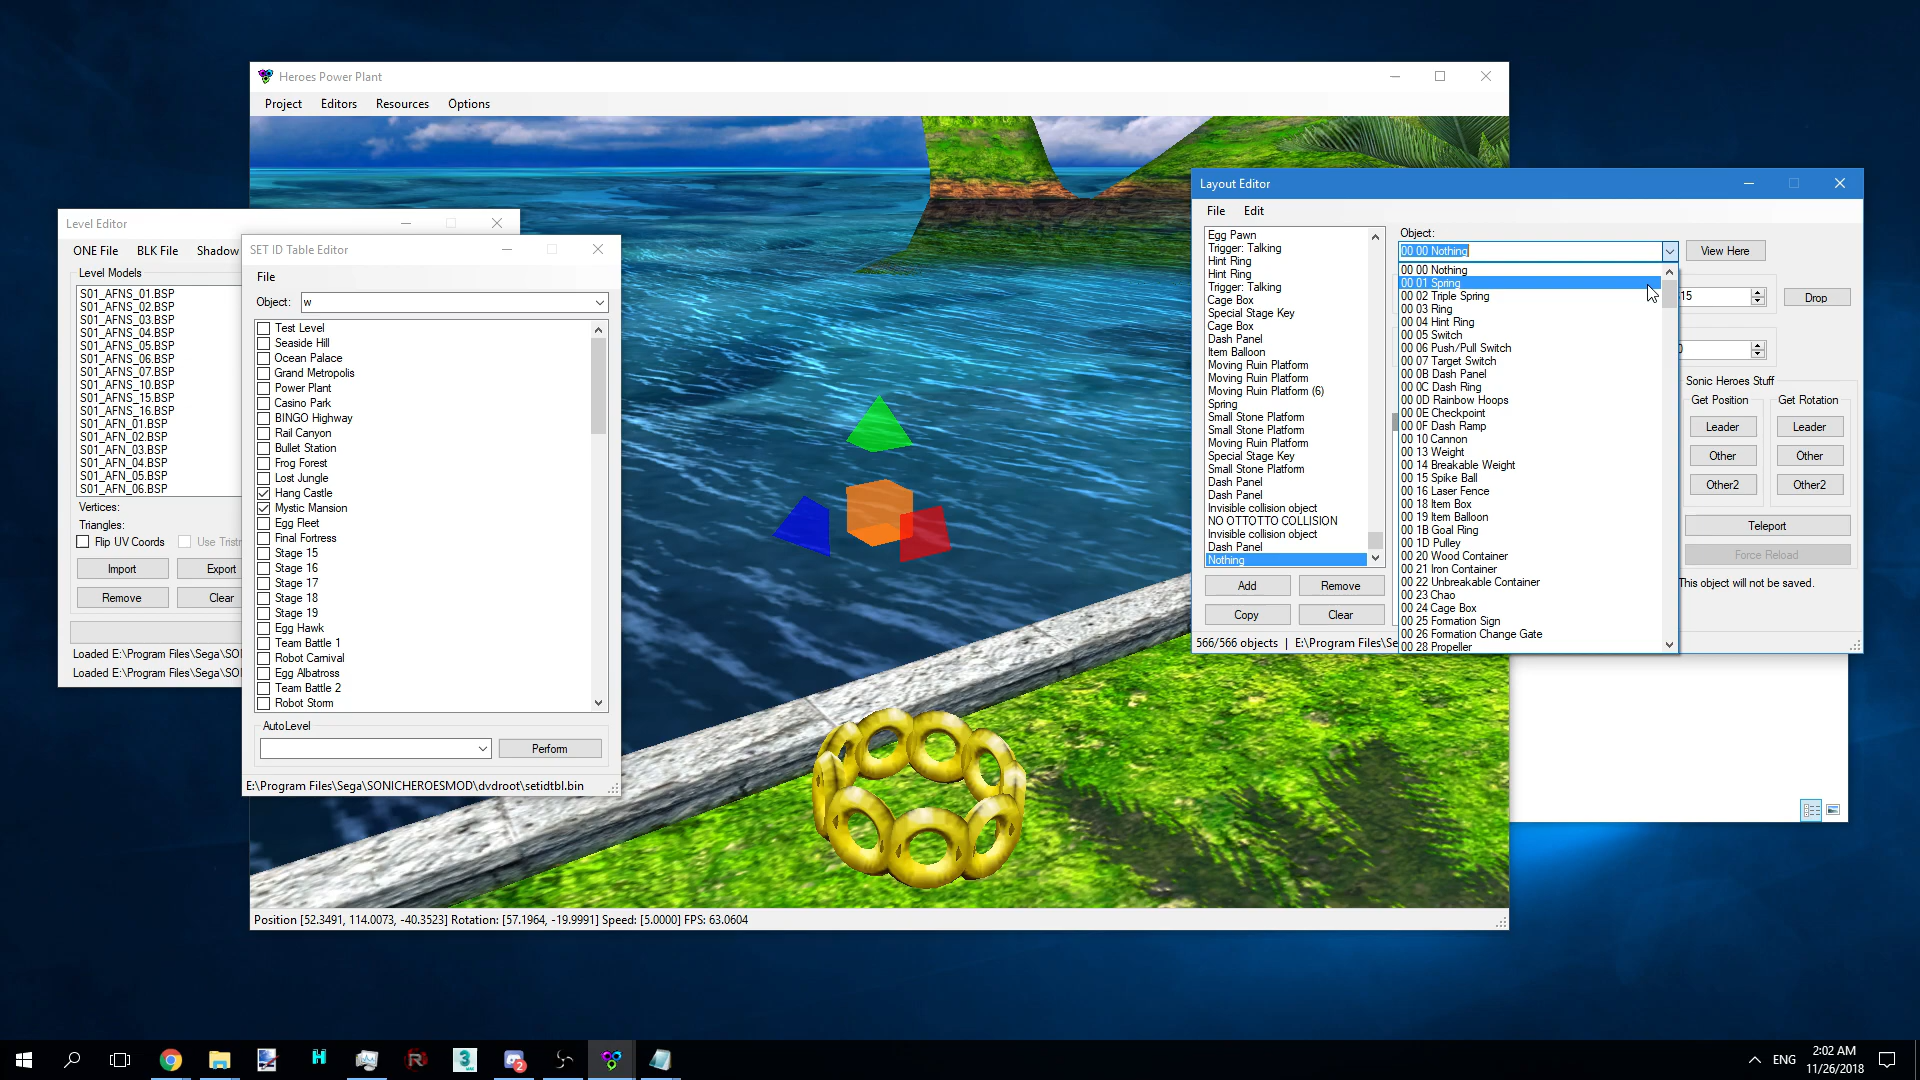 Heroes Power Plant
Project Editors Resources Options
Level Editor
ONE File BLK File Shadow
Level Models
S01_AFNS_01.BSP
S01_AFNS_02.BSP
S01_AFNS_03.BSP
S01_AFNS_04.BSP
S01_AFNS_05.BSP
S01_AFNS_06.BSP
S01_AFNS_07.BSP
S01_AFNS_10.BSP
S01_AFNS_15.BSP
S01_AFNS_16.BSP
S01_AFN_01.BSP
S01_AFN_02.BSP
S01_AFN_03.BSP
S01_AFN_04.BSP
S01_AFN_05.BSP
S01_AFN_06.BSP
Vertices:
Triangles:
Flip UV Coords Use Tristr
Import Export
Remove Clear
Loaded E:\Program Files\Sega\SO
Loaded E:\Program Files\Sega\SO
SET ID Table Editor
File
Object: w
Test Level
Seaside Hill
Ocean Palace
Grand Metropolis
Power Plant
Casino Park
BINGO Highway
Rail Canyon
Bullet Station
Frog Forest
Lost Jungle
Hang Castle
Mystic Mansion
Egg Fleet
Final Fortress
Stage 15
Stage 16
Stage 17
Stage 18
Stage 19
Egg Hawk
Team Battle 1
Robot Carnival
Egg Albatross
Team Battle 2
Robot Storm
AutoLevel
Perform
E:\Program Files\Sega\SONICHEROESMOD\dvdroot\setidtbl.bin
Layout Editor
File Edit
Egg Pawn
Trigger: Talking
Hint Ring
Hint Ring
Trigger: Talking
Cage Box
Special Stage Key
Cage Box
Dash Panel
Item Balloon
Moving Ruin Platform
Moving Ruin Platform
Moving Ruin Platform (6)
Spring
Small Stone Platform
Small Stone Platform
Moving Ruin Platform
Special Stage Key
Small Stone Platform
Dash Panel
Dash Panel
Invisible collision object
NO OTTOTTO COLLISION
Invisible collision object
Dash Panel
Nothing
Add Remove
Copy Clear
566/566 objects | E:\Program Files\Se
Object:
00 00 Nothing
View Here
00 00 Nothing
00 01 Spring
00 02 Triple Spring
00 03 Ring
00 04 Hint Ring
00 05 Switch
00 06 Push/Pull Switch
00 07 Target Switch
00 0B Dash Panel
00 0C Dash Ring
00 0D Rainbow Hoops
00 0E Checkpoint
00 0F Dash Ramp
00 10 Cannon
00 13 Weight
00 14 Breakable Weight
00 15 Spike Ball
00 16 Laser Fence
00 18 Item Box
00 19 Item Balloon
00 1B Goal Ring
00 1D Pulley
00 20 Wood Container
00 21 Iron Container
00 22 Unbreakable Container
00 23 Chao
00 24 Cage Box
00 25 Formation Sign
00 26 Formation Change Gate
00 28 Propeller
15
Drop
0
Sonic Heroes Stuff
Get Position Get Rotation
Leader Leader
Other Other
Other2 Other2
Teleport
Force Reload
This object will not be saved.
Position [52.3491, 114.0073, -40.3523] Rotation: [57.1964, -19.9991] Speed: [5.0000] FPS: 63.0604
ENG
2:02 AM
11/26/2018
H
R
3
2